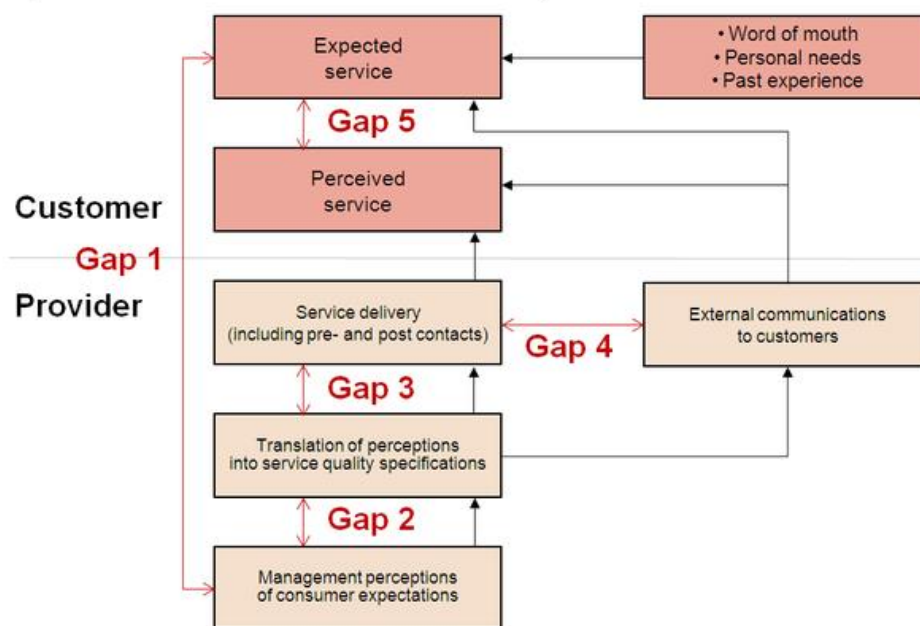 Expected
service
• Word of mouth
• Personal needs
• Past experience
Gap 5
Perceived
service
Customer
Gap 1
Provider
Service delivery
(including pre- and post contacts)
External communications
to customers
Gap 4
Gap 3
Translation of perceptions
into service quality specifications
Gap 2
Management perceptions
of consumer expectations